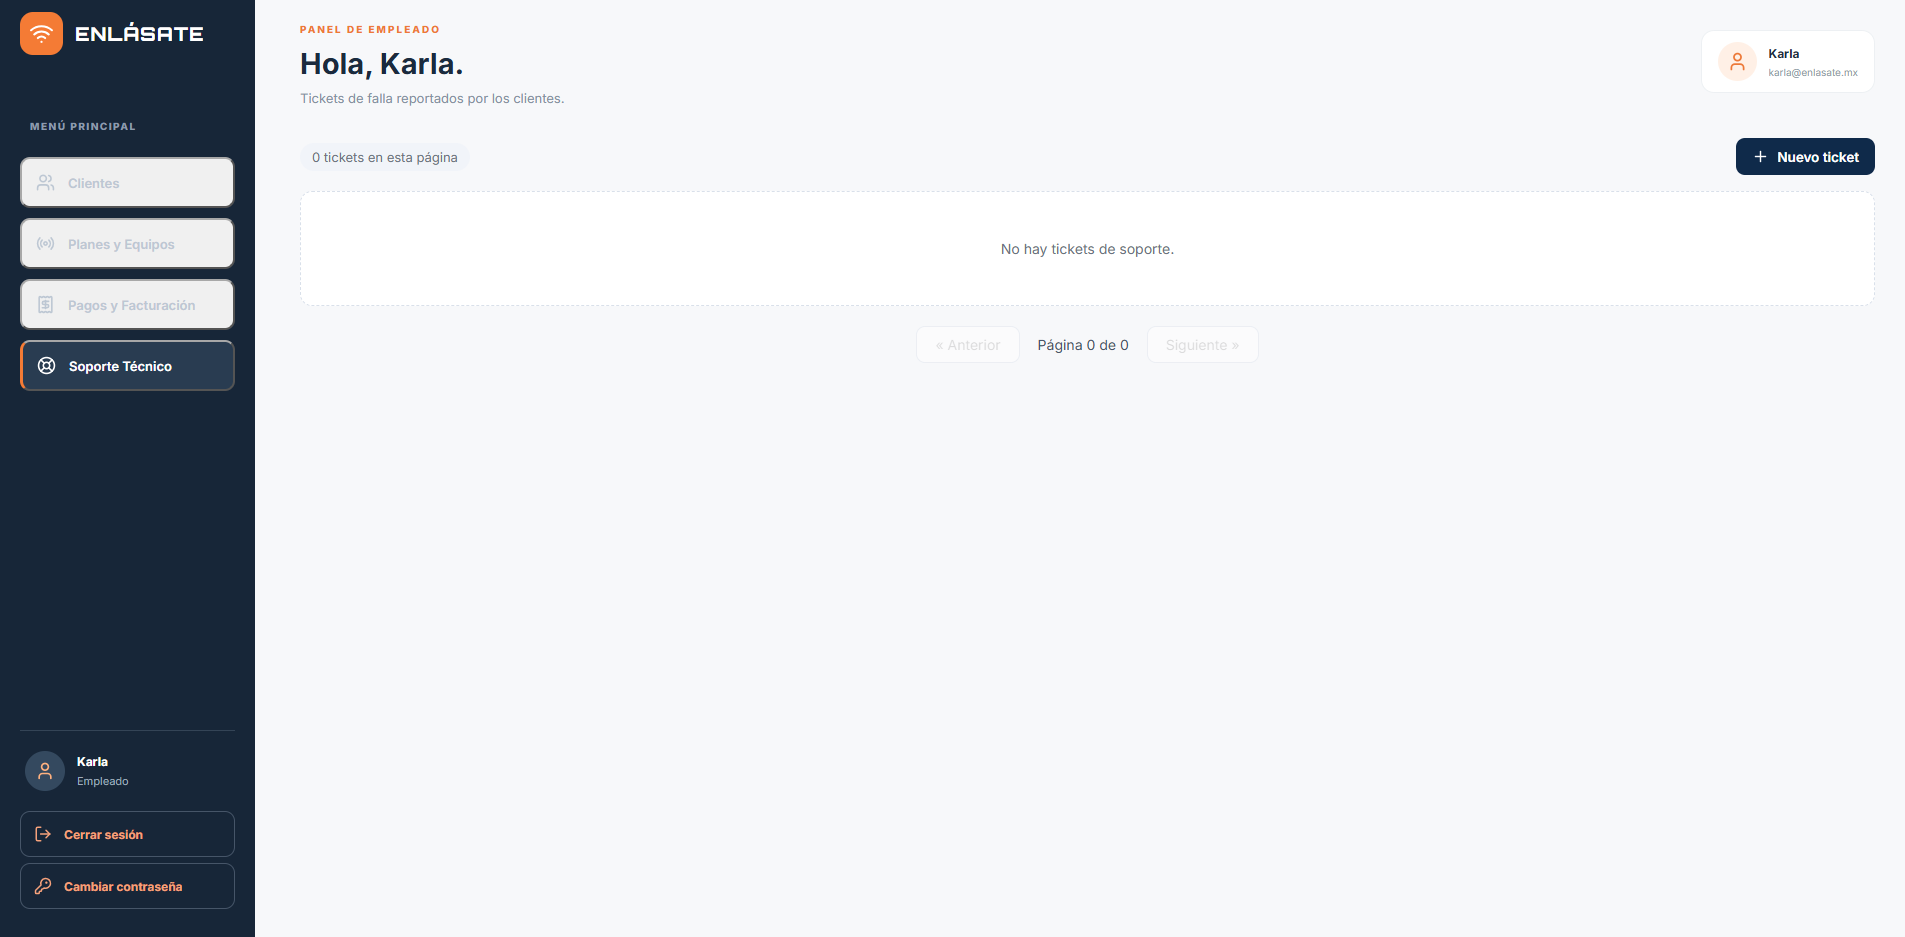 ENLÁSATE
MENÚ PRINCIPAL
Clientes
Planes y Equipos
Pagos y Facturación
Soporte Técnico
Karla
Empleado
Cerrar sesión
Cambiar contraseña
PANEL DE EMPLEADO
Hola, Karla.
Tickets de falla reportados por los clientes.
Karla
karla@enlasate.mx
0 tickets en esta página
Nuevo ticket
No hay tickets de soporte.
« Anterior
Página 0 de 0
Siguiente »